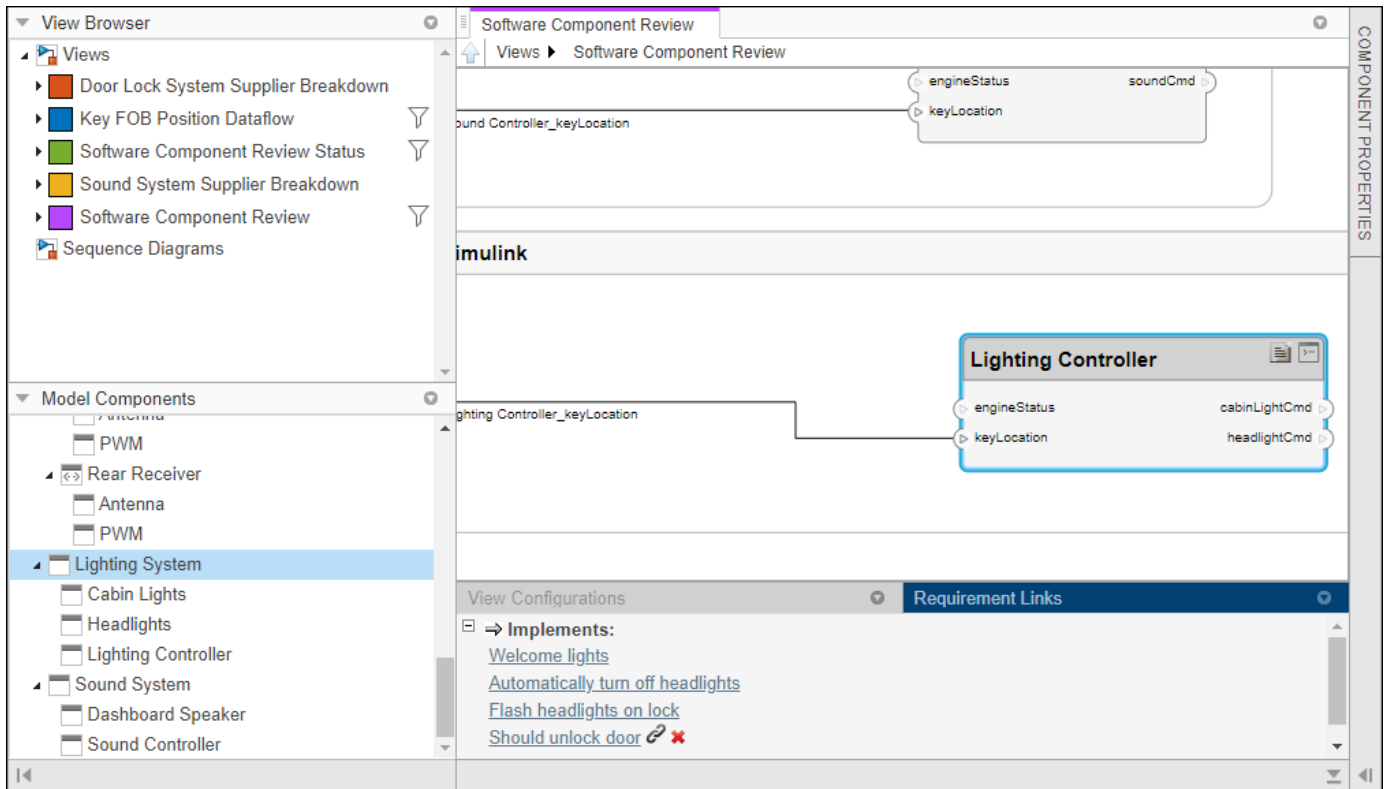 View Browser
Views
Door Lock System Supplier Breakdown
Key FOB Position Dataflow
Software Component Review Status
Sound System Supplier Breakdown
Software Component Review
Sequence Diagrams
Model Components
Antenna
PWM
Rear Receiver
Antenna
PWM
Lighting System
Cabin Lights
Headlights
Lighting Controller
Sound System
Dashboard Speaker
Sound Controller
Software Component Review
Views Software Component Review
engineStatus soundCmd
keyLocation
ound Controller_keyLocation
imulink
Lighting Controller
engineStatus cabinLightCmd
ghting Controller_keyLocation
keyLocation headlightCmd
View Configurations
Requirement Links
Implements:
Welcome lights
Automatically turn off headlights
Flash headlights on lock
Should unlock door
COMPONENT PROPERTIES